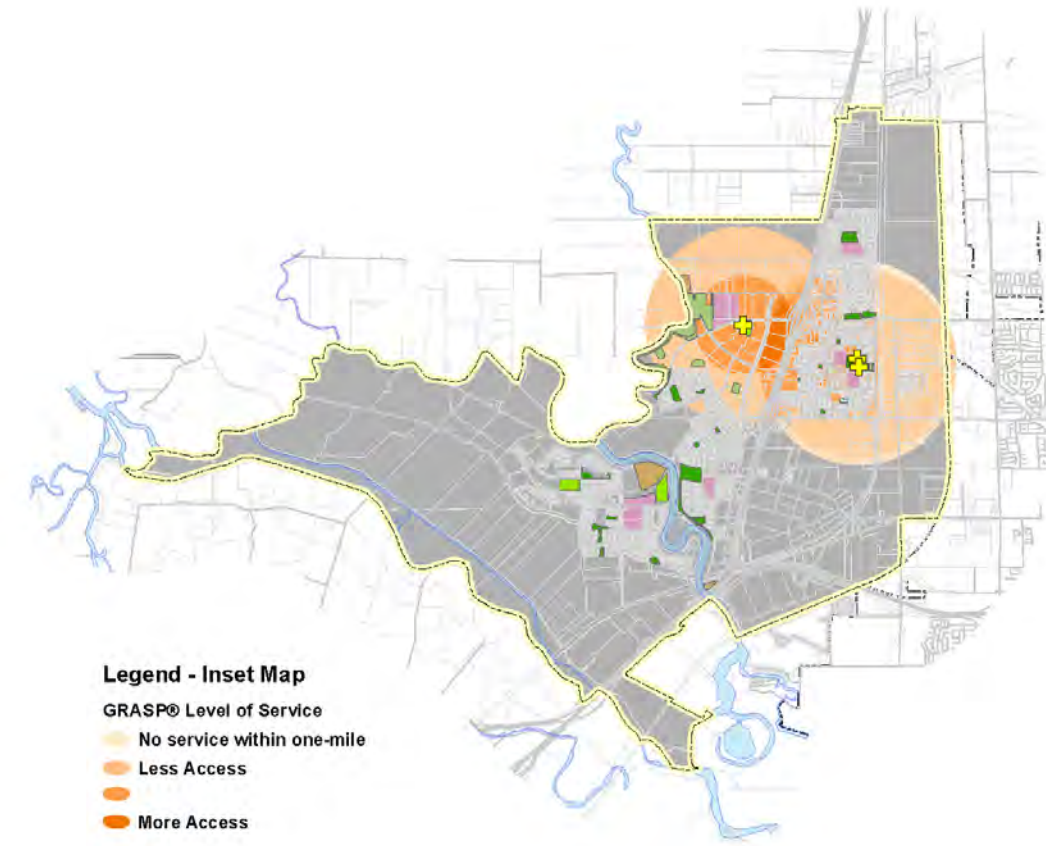 Legend - Inset Map
GRASP® Level of Service
No service within one-mile
Less Access
More Access